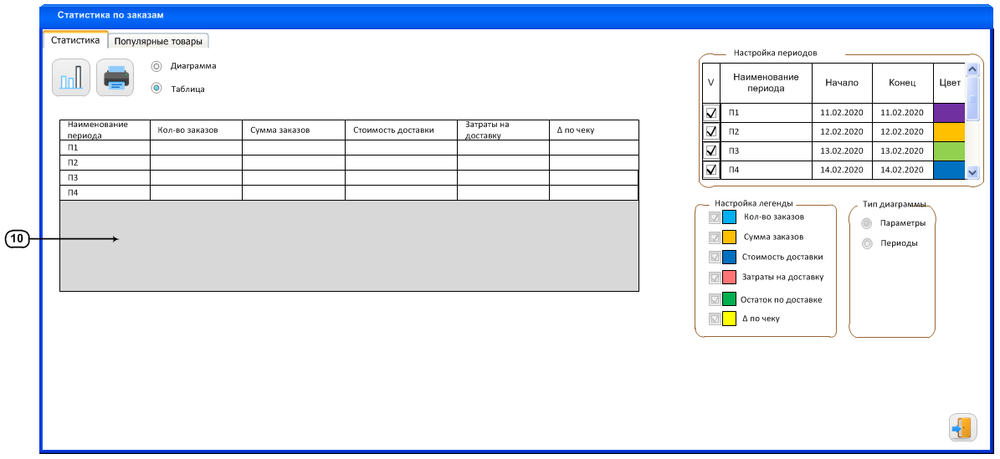 Статистика по заказам
Статистика
Популярные товары
Диаграмма
Таблица
Наименование периода
Кол-во заказов
Сумма заказов
Стоимость доставки
Затраты на доставку
Δ по чеку
П1
П2
П3
П4
10
Настройка периодов
V
Наименование периода
Начало
Конец
Цвет
П1 11.02.2020 11.02.2020
П2 12.02.2020 12.02.2020
П3 13.02.2020 13.02.2020
П4 14.02.2020 14.02.2020
Настройка легенды
Кол-во заказов
Сумма заказов
Стоимость доставки
Затраты на доставку
Остаток по доставке
Δ по чеку
Тип диаграммы
Параметры
Периоды